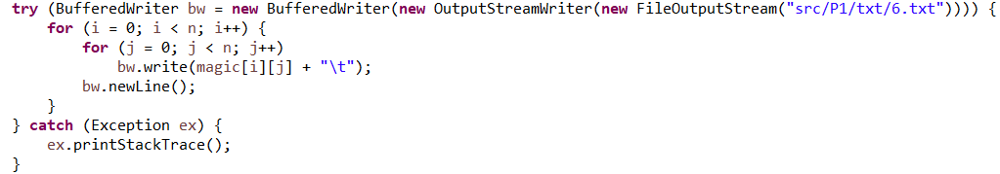 try (BufferedWriter bw = new BufferedWriter(new OutputStreamWriter(new FileOutputStream("src/P1/txt/6.txt")))) {
    for (i = 0; i < n; i++) {
        for (j = 0; j < n; j++)
            bw.write(magic[i][j] + "\t");
        bw.newLine();
    }
} catch (Exception ex) {
    ex.printStackTrace();
}